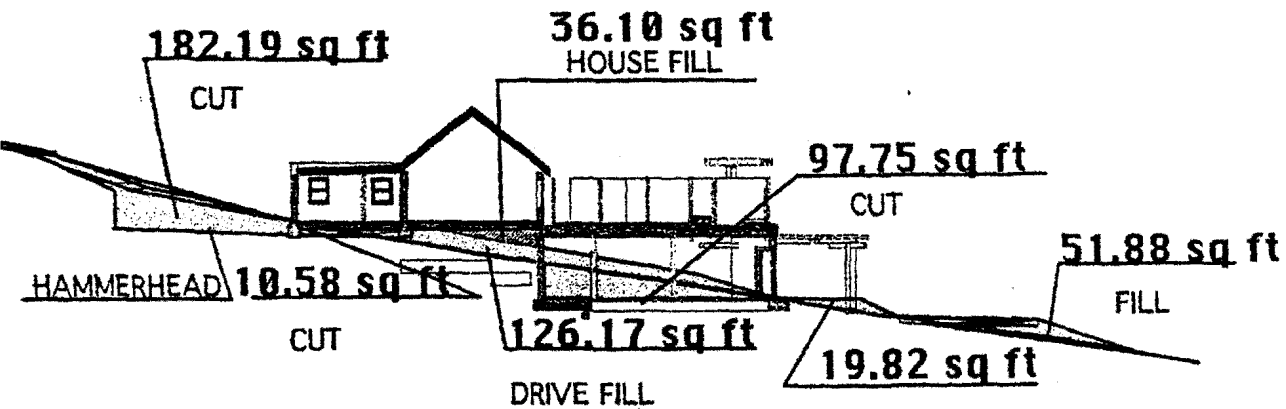 182.19 sq ft
CUT
36.10 sq ft
HOUSE FILL
97.75 sq ft
CUT
51.88 sq ft
FILL
HAMMERHEAD
10.58 sq ft
CUT
126.17 sq ft
DRIVE FILL
19.82 sq ft